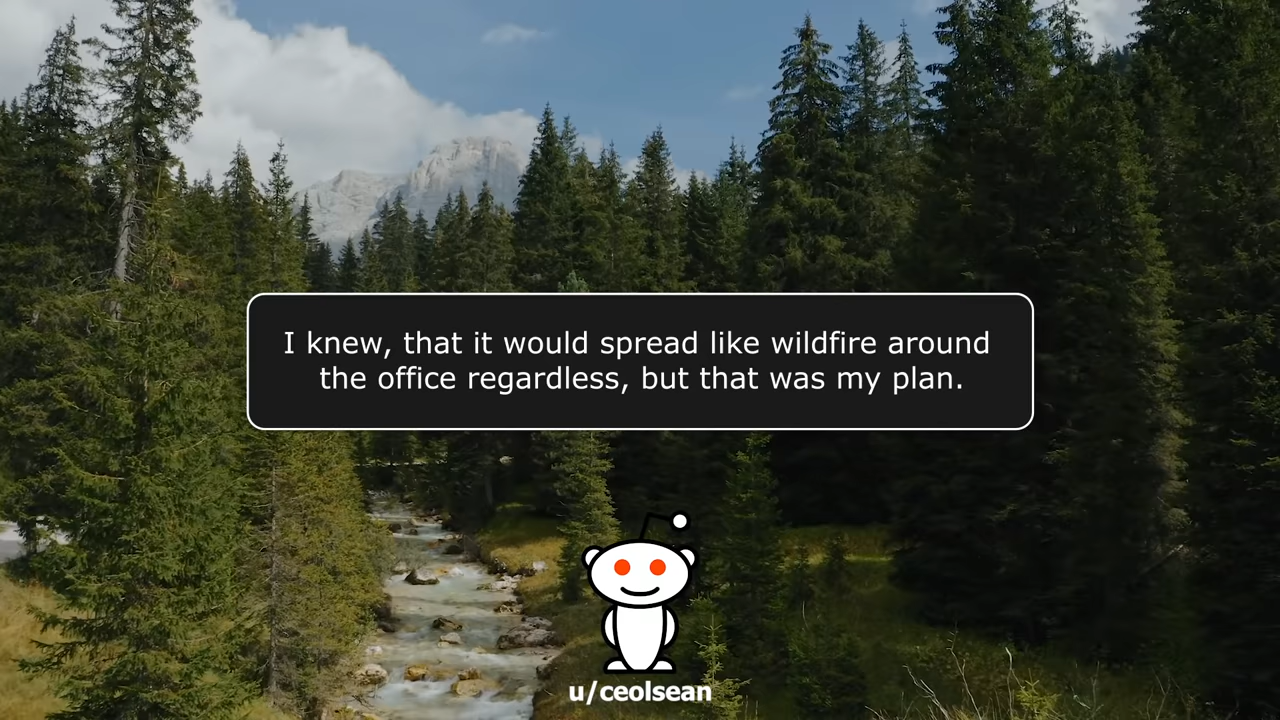 I knew, that it would spread like wildfire around
the office regardless, but that was my plan.
u/ceolsean